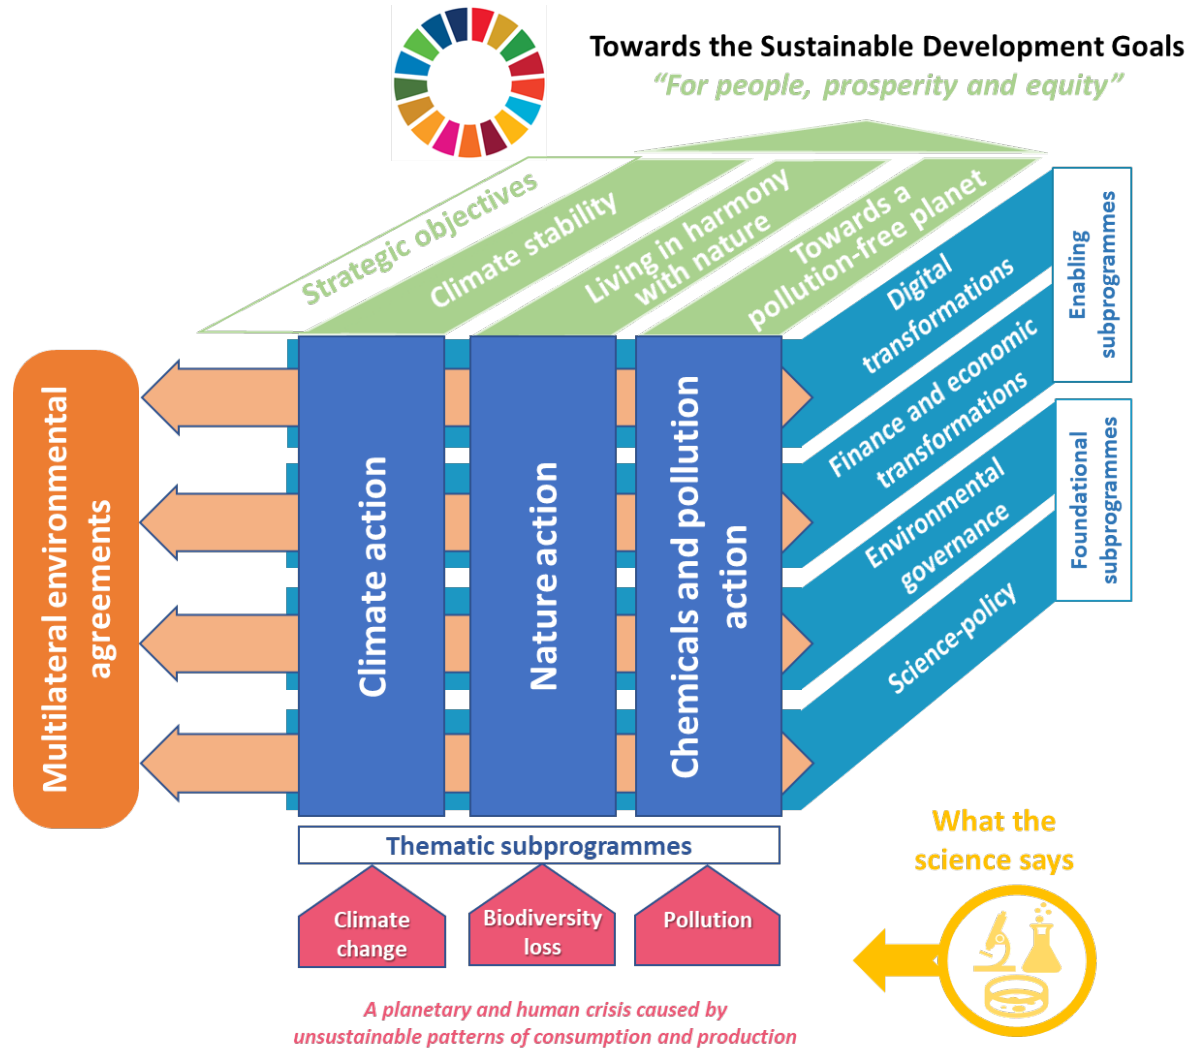 Towards the Sustainable Development Goals
“For people, prosperity and equity”
Strategic objectives
Climate stability
Living in harmony
with nature
Towards a
pollution-free planet
Digital
transformations
Finance and economic
transformations
Environmental
governance
Science-policy
Enabling
subprogrammes
Foundational
subprogrammes
Multilateral environmental
agreements
Climate action
Nature action
Chemicals and pollution
action
Thematic subprogrammes
Climate
change
Biodiversity
loss
Pollution
A planetary and human crisis caused by
unsustainable patterns of consumption and production
What the
science says